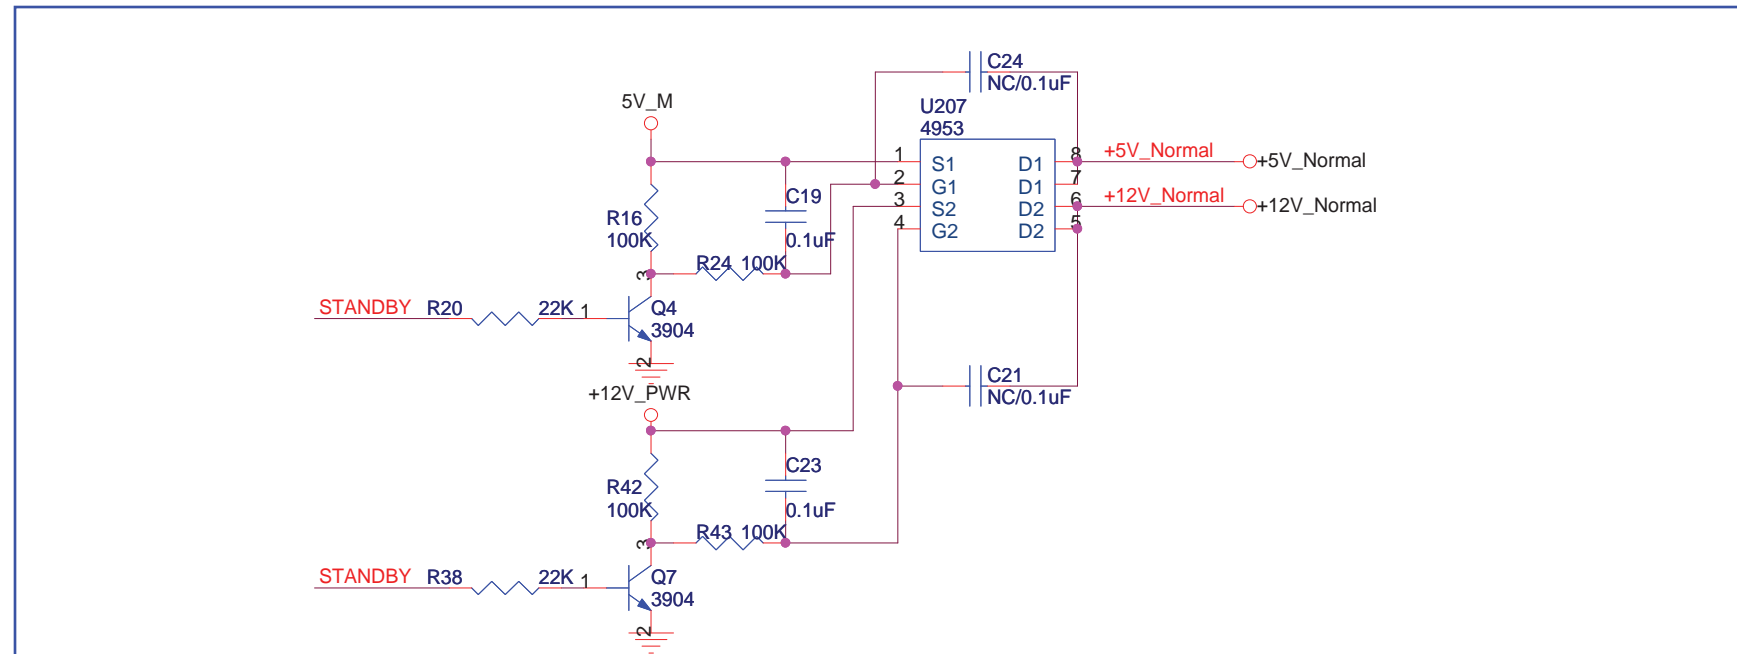 C24
NC/0.1uF
5V_M
U207
4953
1 S1 D1 8 +5V_Normal +5V_Normal
2 G1 D1 7
3 S2 D2 6 +12V_Normal +12V_Normal
4 G2 D2 5
C19
0.1uF
R16
100K
R24 100K
3
STANDBY R20 22K 1
Q4
3904
2
+12V_PWR
C21
NC/0.1uF
C23
0.1uF
R42
100K
R43 100K
3
STANDBY R38 22K 1
Q7
3904
2